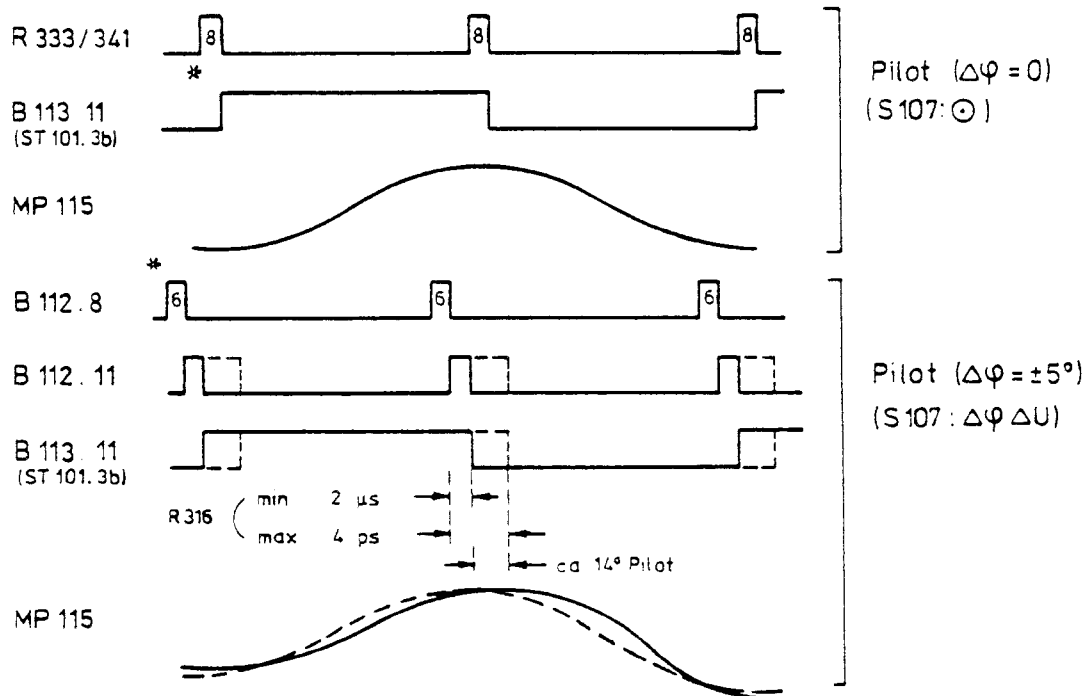 R 333/341
8 8 8
*
B 113 11
(ST 101.3b)
MP 115
Pilot (Δφ = 0)
(S 107: ⊙)
*
B 112.8
6 6 6
B 112.11
B 113. 11
(ST 101.3b)
R 316
min 2 µs
max 4 ps
ca 14° Pilot
MP 115
Pilot (Δφ = ±5°)
(S 107 : Δφ ΔU)